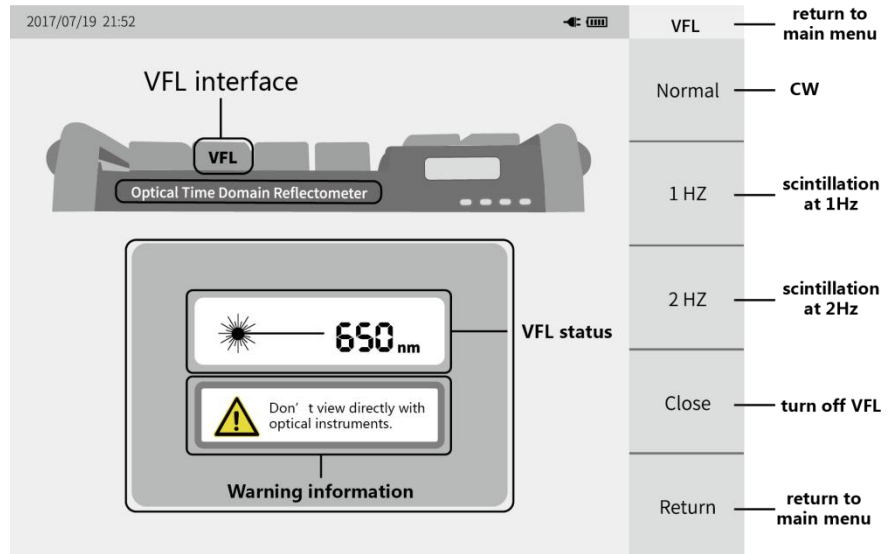 2017/07/19 21:52
VFL
return to
main menu
VFL interface
Normal
CW
VFL
Optical Time Domain Reflectometer
1 HZ
scintillation
at 1Hz
2 HZ
scintillation
at 2Hz
650 nm
VFL status
Don' t view directly with
optical instruments.
Close
turn off VFL
Warning information
Return
return to
main menu